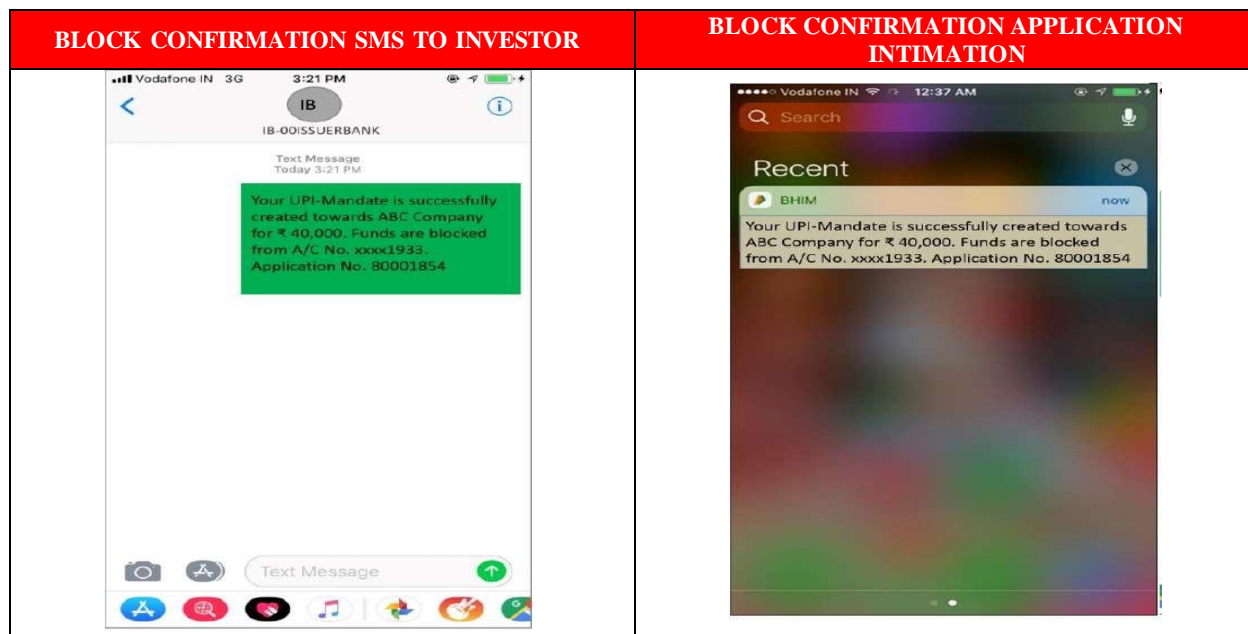 BLOCK CONFIRMATION SMS TO INVESTOR
BLOCK CONFIRMATION APPLICATION
INTIMATION
Vodafone IN 3G 3:21 PM
IB
IB-00ISSUERBANK
Text Message
Today 3:21 PM
Your UPI-Mandate is successfully
created towards ABC Company
for ₹ 40,000. Funds are blocked
from A/C No. xxxx1933.
Application No. 80001854
Text Message
Vodafone IN 12:37 AM
Search
Recent
BHIM now
Your UPI-Mandate is successfully created towards
ABC Company for ₹ 40,000. Funds are blocked
from A/C No. xxxx1933. Application No. 80001854